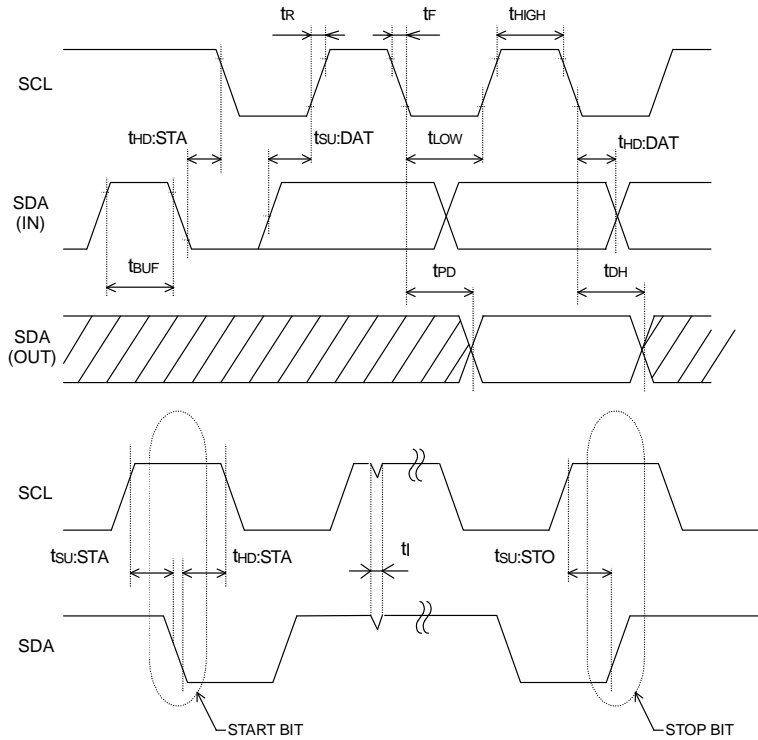 tR tF tHIGH
SCL
tHD:STA tSU:DAT tLOW tHD:DAT
SDA
(IN)
tBUF tPD tDH
SDA
(OUT)
SCL
tSU:STA tHD:STA tI tSU:STO
SDA
START BIT STOP BIT